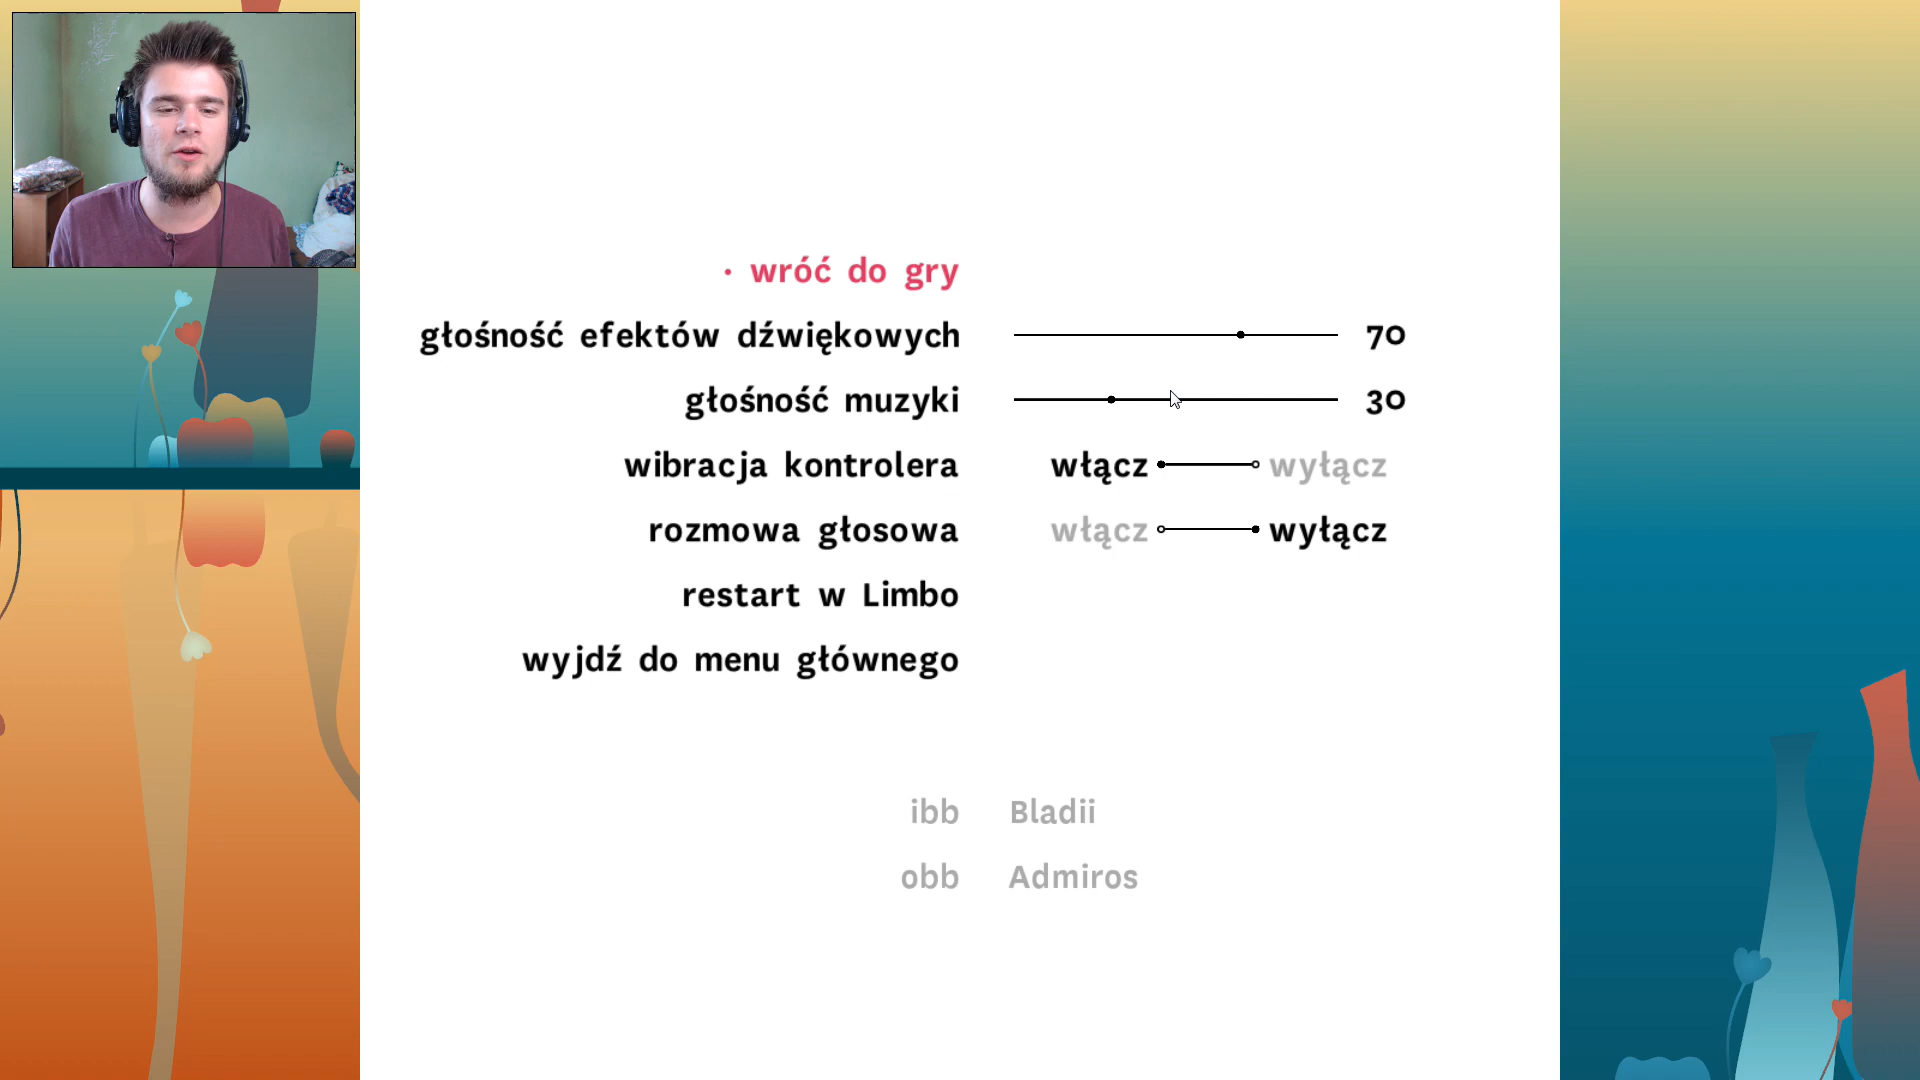 · wróć do gry
głośność efektów dźwiękowych 70
głośność muzyki 30
wibracja kontrolera włącz wyłącz
rozmowa głosowa włącz wyłącz
restart w Limbo
wyjdź do menu głównego
ibb Bladii
obb Admiros